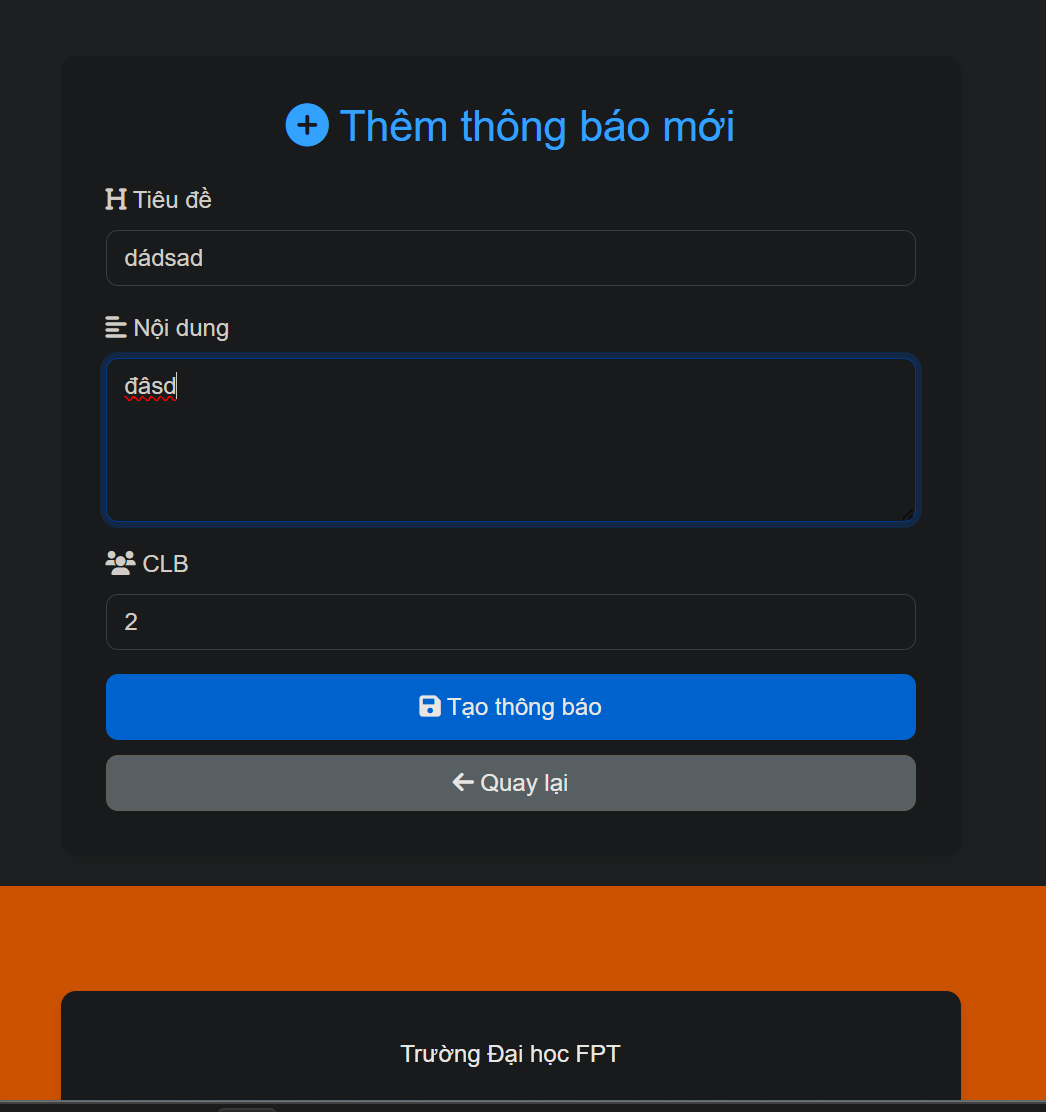 Thêm thông báo mới
Tiêu đề
dádsad
Nội dung
đâsd
CLB
2
Tạo thông báo
Quay lại
Trường Đại học FPT